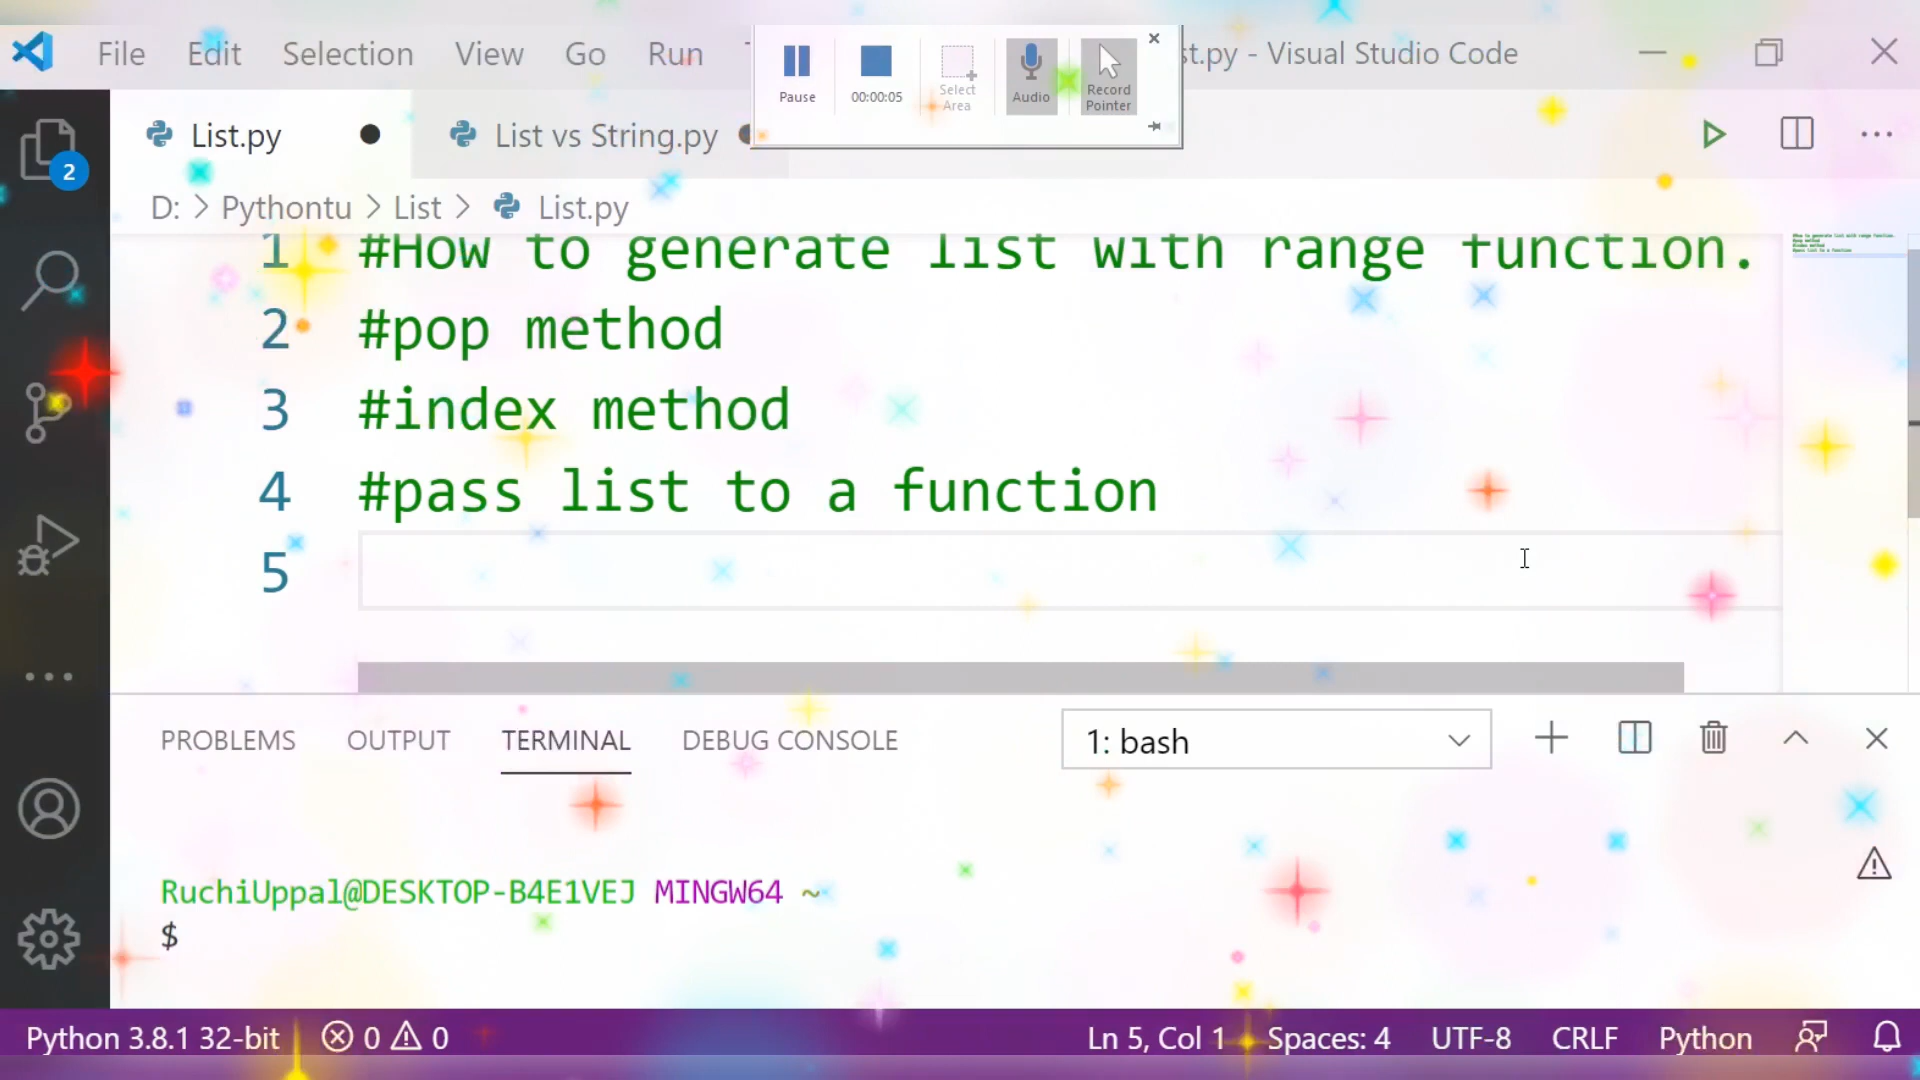 File Edit Selection View Go Run
st.py - Visual Studio Code
Pause 00:00:05 Select Area Audio Record Pointer
List.py List vs String.py
2
D: > Pythontu > List > List.py
1 #How to generate list with range function.
2 #pop method
3 #index method
4 #pass list to a function
5
PROBLEMS OUTPUT TERMINAL DEBUG CONSOLE 1: bash
RuchiUppal@DESKTOP-B4E1VEJ MINGW64 ~
$
Python 3.8.1 32-bit 0 0 Ln 5, Col 1 Spaces: 4 UTF-8 CRLF Python